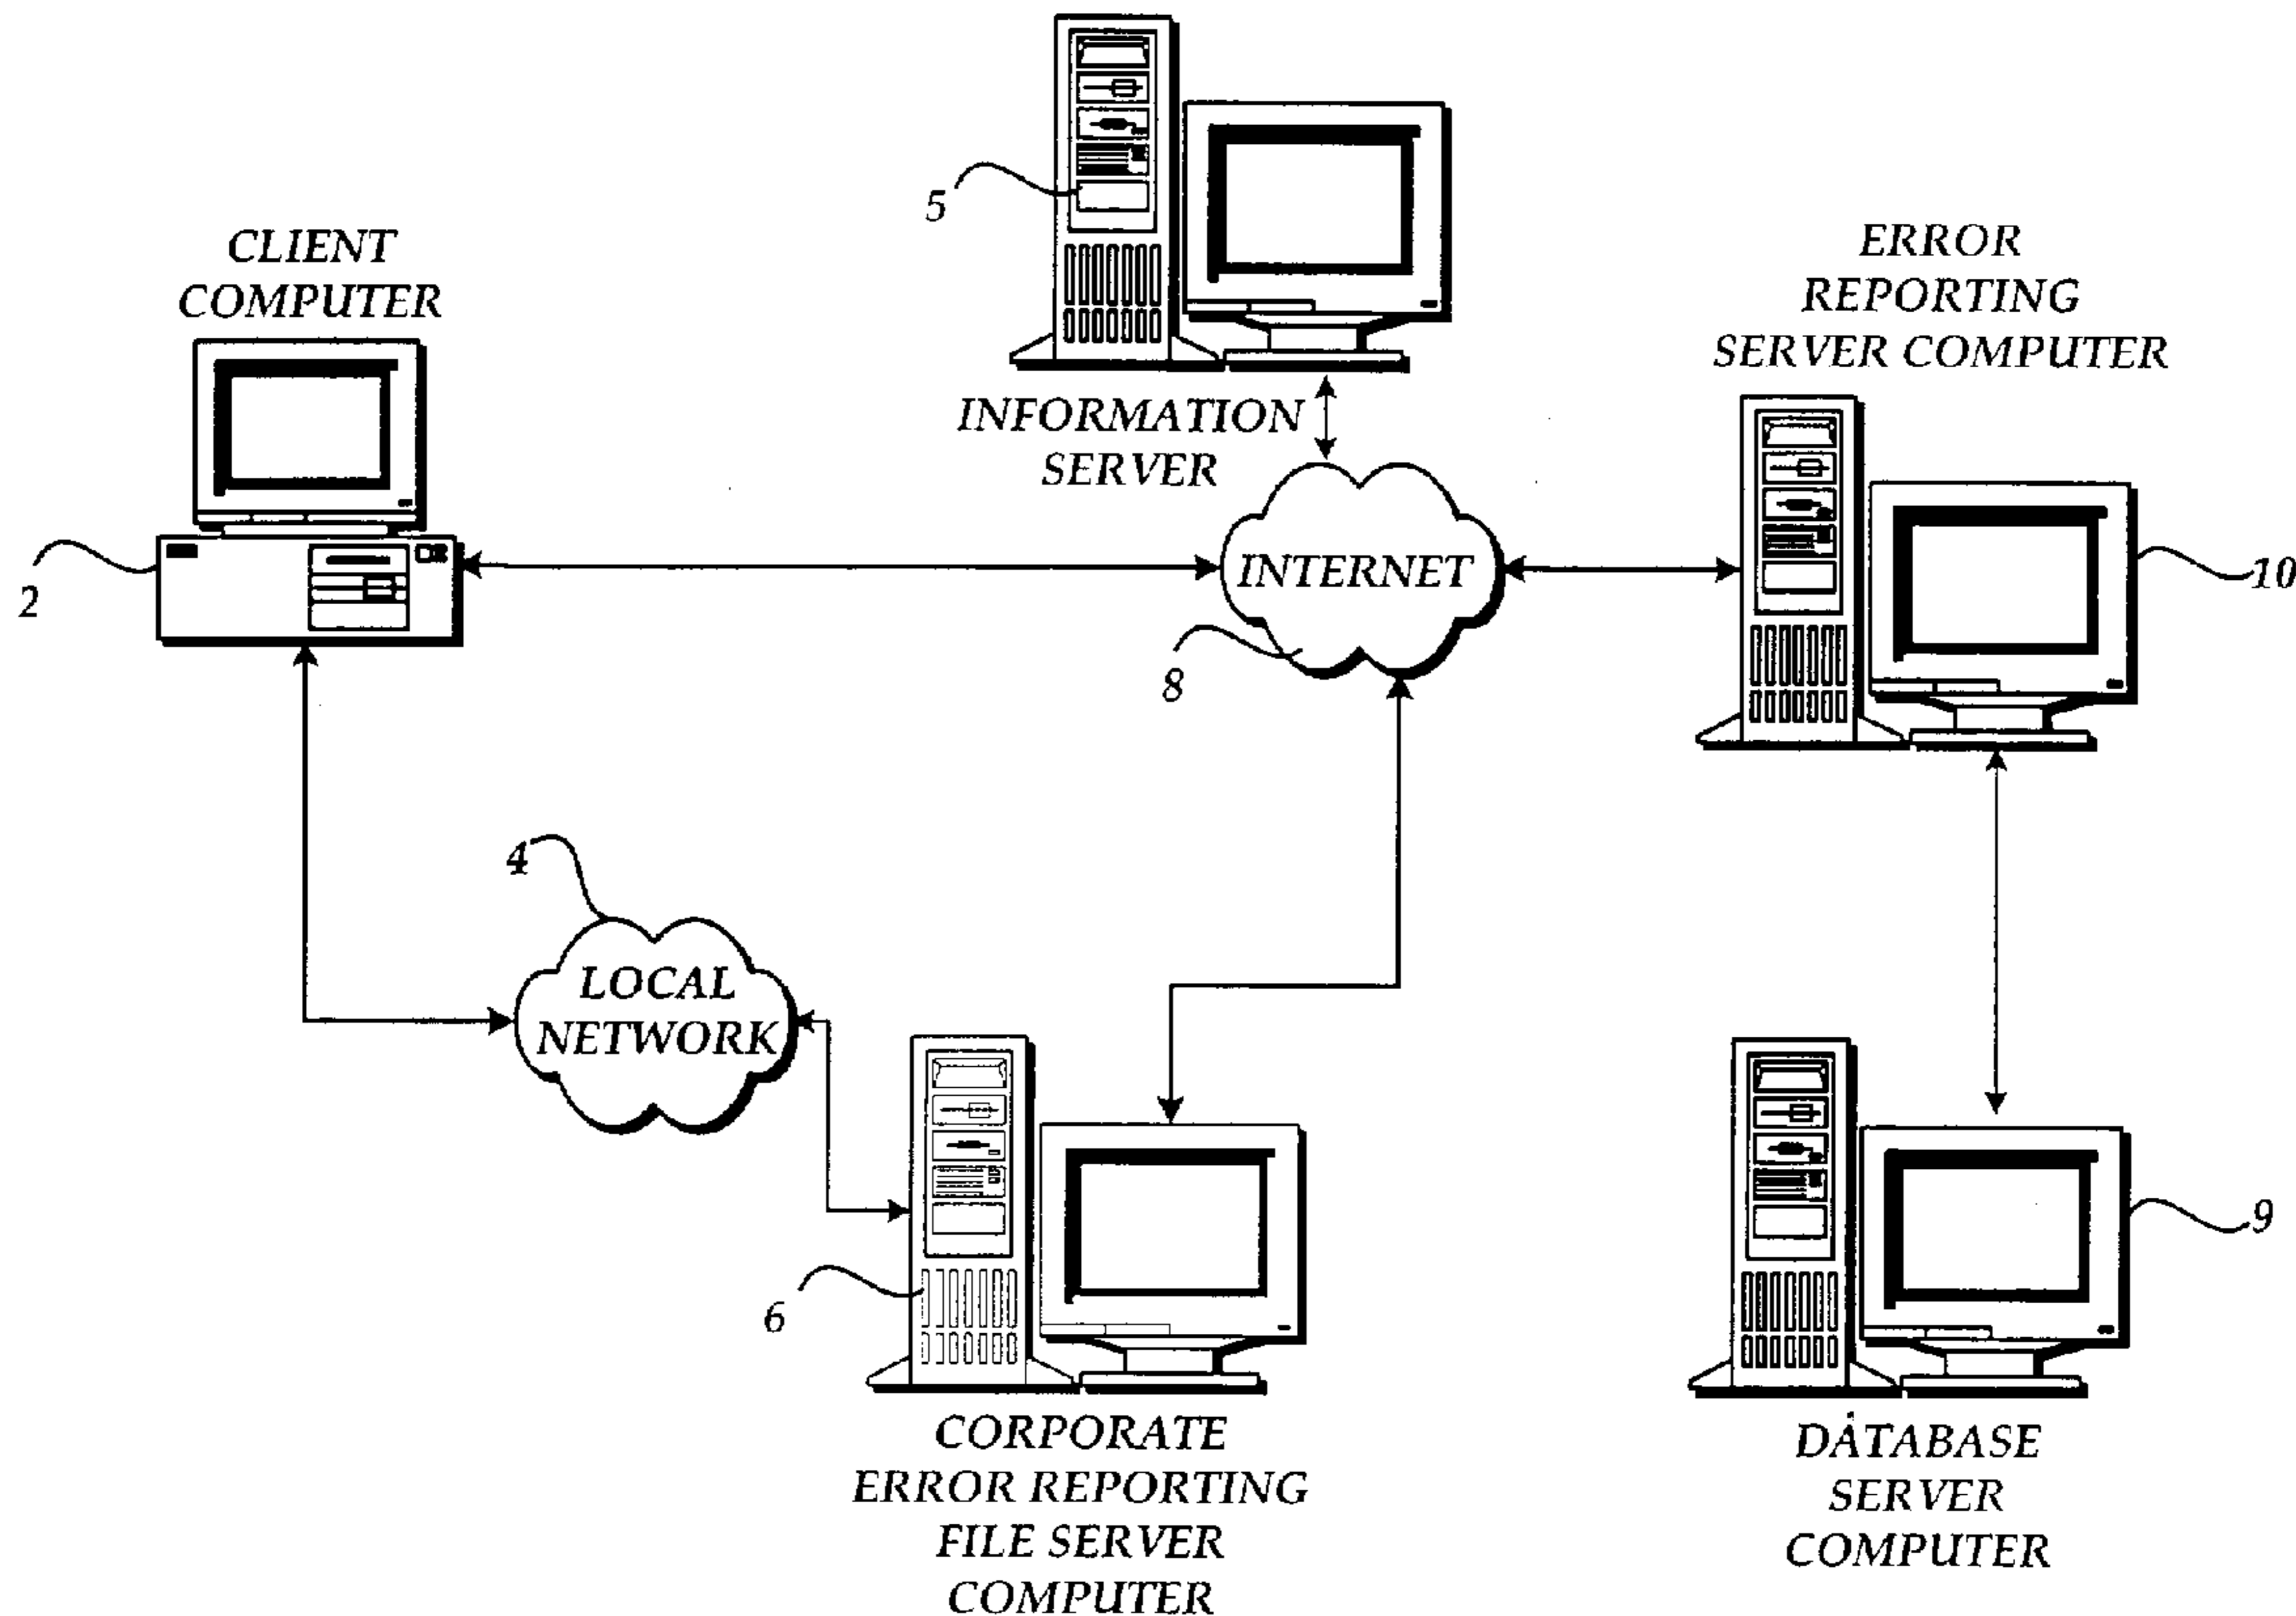 CLIENT
COMPUTER
2
5
INFORMATION
SERVER
ERROR
REPORTING
SERVER COMPUTER
10
INTERNET
8
4
LOCAL
NETWORK
6
CORPORATE
ERROR REPORTING
FILE SERVER
COMPUTER
9
DATABASE
SERVER
COMPUTER